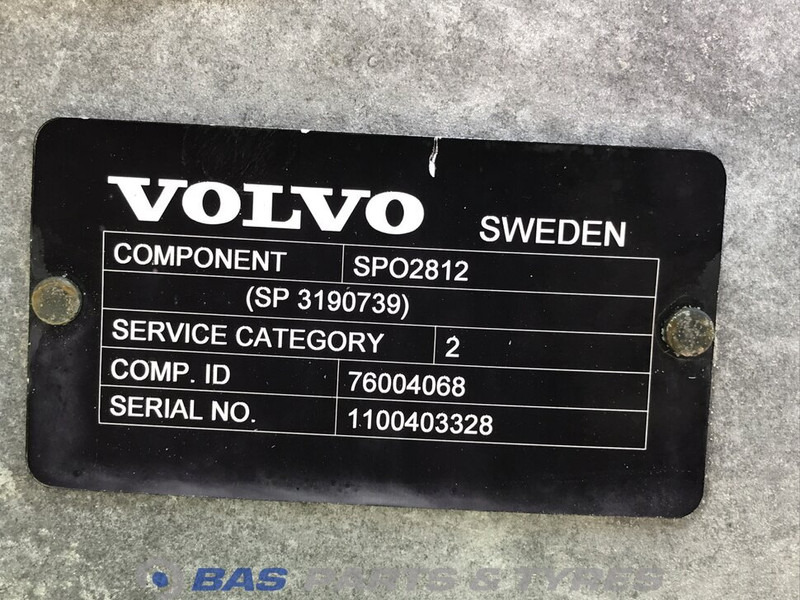 VOLVO SWEDEN
COMPONENT SPO2812
(SP 3190739)
SERVICE CATEGORY 2
COMP. ID 76004068
SERIAL NO. 1100403328
BAS PARTS & TYRES